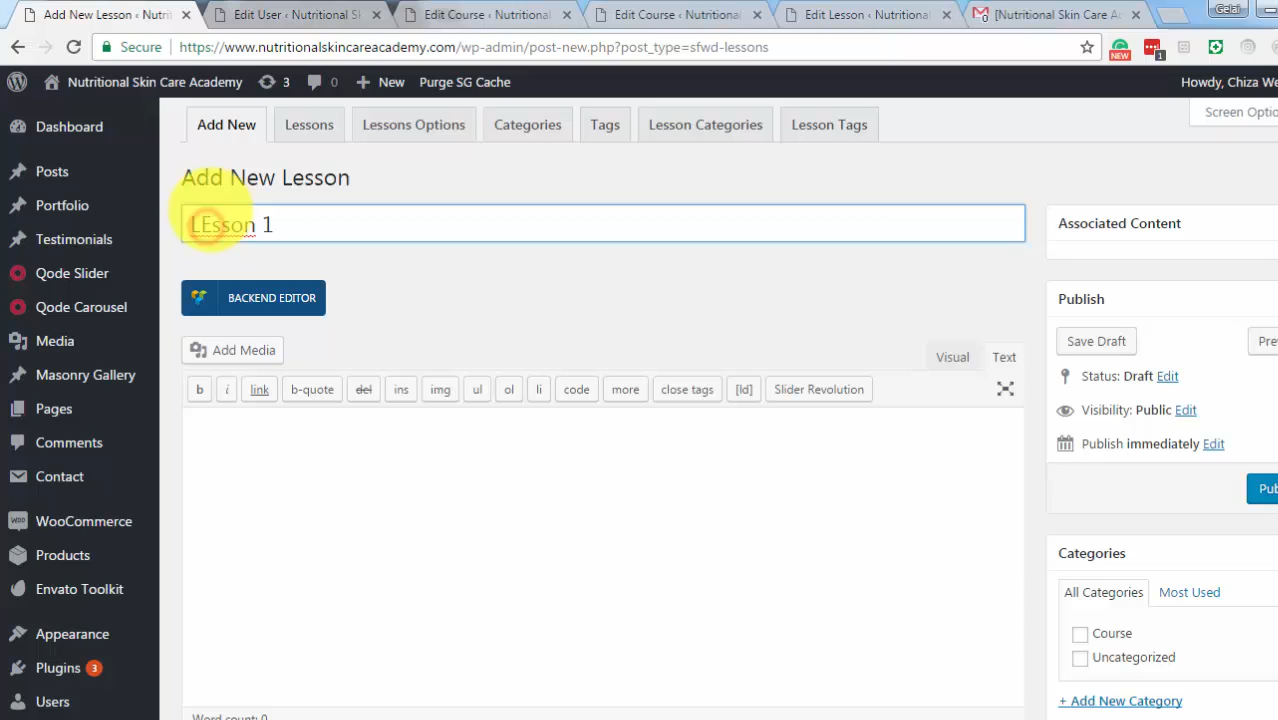 Add New Lesson ‹ Nutrit
Edit User ‹ Nutritional Sk
Edit Course ‹ Nutritional
Edit Course ‹ Nutritional
Edit Lesson ‹ Nutritional
[Nutritional Skin Care A
Gelai
Secure
https://www.nutritionalskincareacademy.com/wp-admin/post-new.php?post_type=sfwd-lessons
NEW
1
Nutritional Skin Care Academy
3
0
New
Purge SG Cache
Howdy, Chiza We
Add New
Lessons
Lessons Options
Categories
Tags
Lesson Categories
Lesson Tags
Screen Optio
Dashboard
Posts
Portfolio
Testimonials
Qode Slider
Qode Carousel
Media
Masonry Gallery
Pages
Comments
Contact
WooCommerce
Products
Envato Toolkit
Appearance
Plugins 3
Users
Add New Lesson
LEsson 1
BACKEND EDITOR
Add Media
Visual
Text
b
i
link
b-quote
del
ins
img
ul
ol
li
code
more
close tags
[ld]
Slider Revolution
Word count: 0
Associated Content
Publish
Save Draft
Pre
Status: Draft Edit
Visibility: Public Edit
Publish immediately Edit
Pub
Categories
All Categories
Most Used
Course
Uncategorized
+ Add New Category